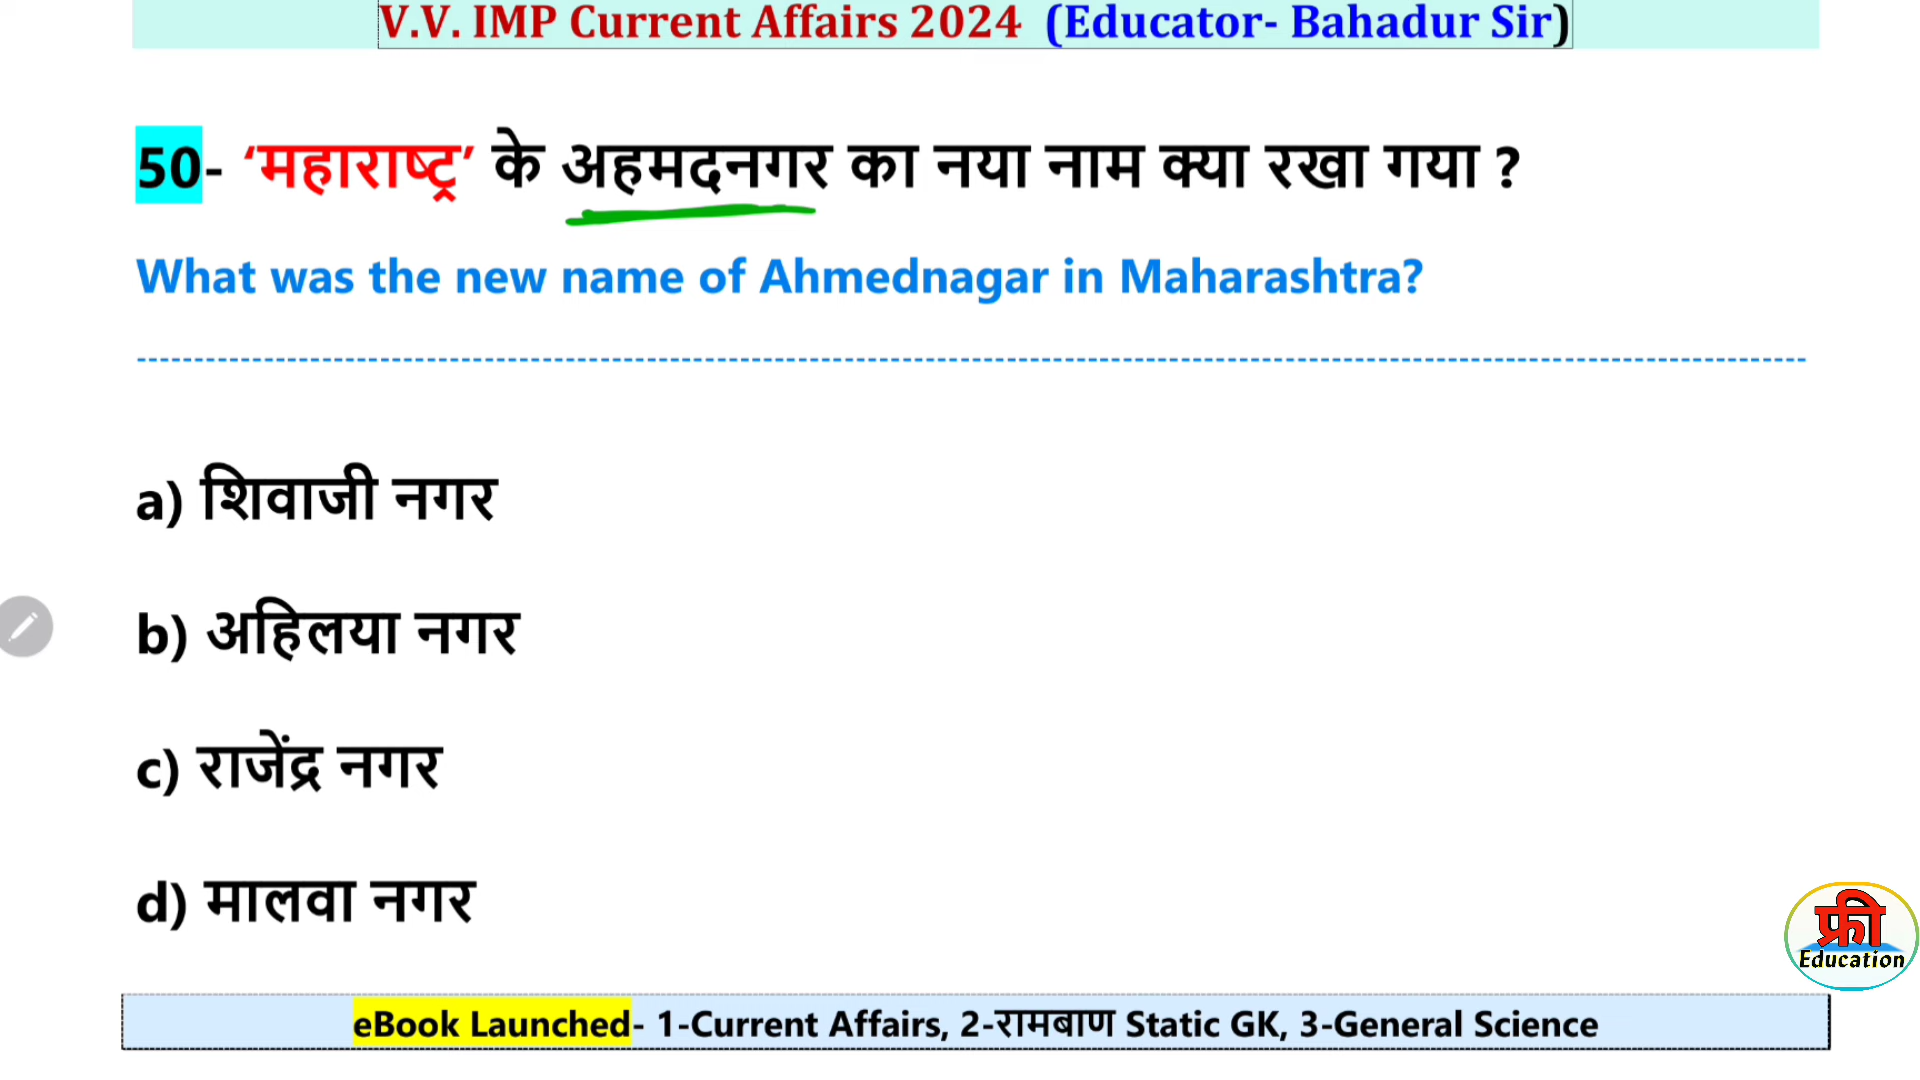 V.V. IMP Current Affairs 2024 (Educator- Bahadur Sir)
50- ‘महाराष्ट्र’ के अहमदनगर का नया नाम क्या रखा गया ?
What was the new name of Ahmednagar in Maharashtra?
a) शिवाजी नगर
b) अहिलया नगर
c) राजेंद्र नगर
d) मालवा नगर
फ्री
Education
eBook Launched- 1-Current Affairs, 2-रामबाण Static GK, 3-General Science